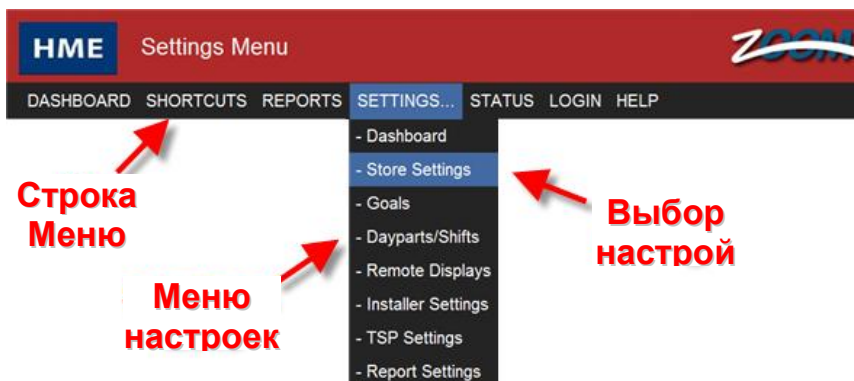 HME Settings Menu ZOOM
DASHBOARD SHORTCUTS REPORTS SETTINGS... STATUS LOGIN HELP
- Dashboard
- Store Settings
- Goals
- Dayparts/Shifts
- Remote Displays
- Installer Settings
- TSP Settings
- Report Settings
Строка
Меню
Меню
настроек
Выбор
настрой